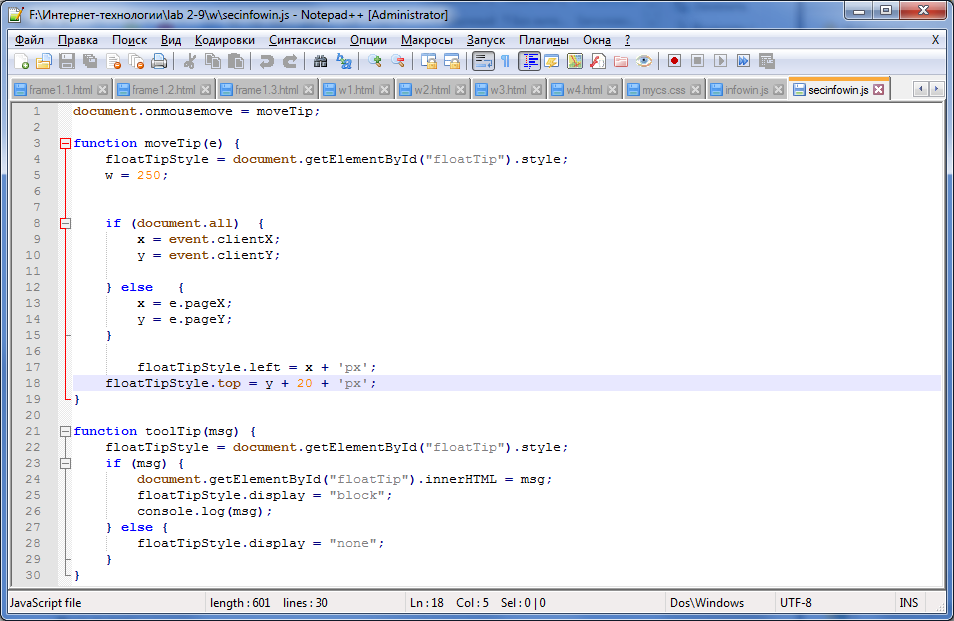 F:\Интернет-технологии\lab 2-9\w\secinfowin.js - Notepad++ [Administrator]
Файл Правка Поиск Вид Кодировки Синтаксисы Опции Макросы Запуск Плагины Окна ? X
frame1.1.html frame1.2.html frame1.3.html w1.html w2.html w3.html w4.html mycs.css infowin.js secinfowin.js
1 document.onmousemove = moveTip;
2
3 function moveTip(e) {
4 floatTipStyle = document.getElementById("floatTip").style;
5 w = 250;
6
7
8 if (document.all) {
9 x = event.clientX;
10 y = event.clientY;
11
12 } else {
13 x = e.pageX;
14 y = e.pageY;
15 }
16
17 floatTipStyle.left = x + 'px';
18 floatTipStyle.top = y + 20 + 'px';
19 }
20
21 function toolTip(msg) {
22 floatTipStyle = document.getElementById("floatTip").style;
23 if (msg) {
24 document.getElementById("floatTip").innerHTML = msg;
25 floatTipStyle.display = "block";
26 console.log(msg);
27 } else {
28 floatTipStyle.display = "none";
29 }
30 }
JavaScript file length : 601 lines : 30 Ln : 18 Col : 5 Sel : 0 | 0 Dos\Windows UTF-8 INS